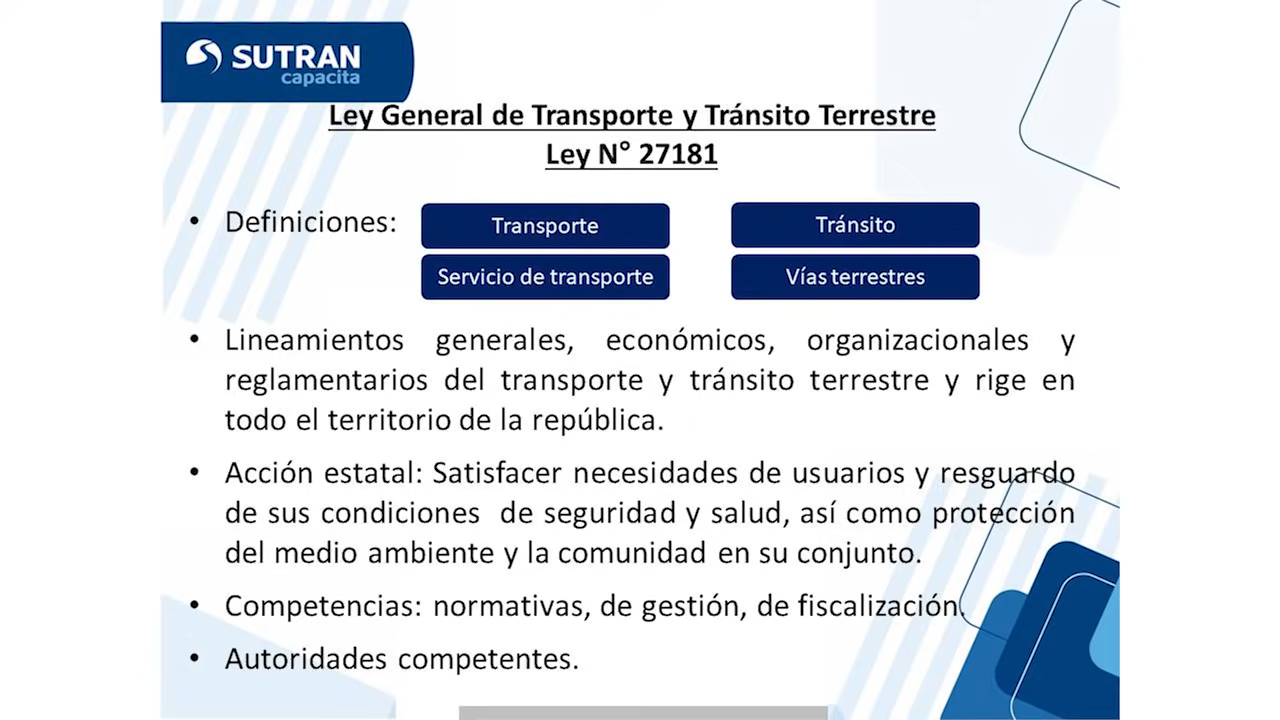 SUTRAN
capacita
Ley General de Transporte y Tránsito Terrestre
Ley N° 27181
• Definiciones:
Transporte
Tránsito
Servicio de transporte
Vías terrestres
• Lineamientos generales, económicos, organizacionales y
reglamentarios del transporte y tránsito terrestre y rige en
todo el territorio de la república.
• Acción estatal: Satisfacer necesidades de usuarios y resguardo
de sus condiciones de seguridad y salud, así como protección
del medio ambiente y la comunidad en su conjunto.
• Competencias: normativas, de gestión, de fiscalización.
• Autoridades competentes.